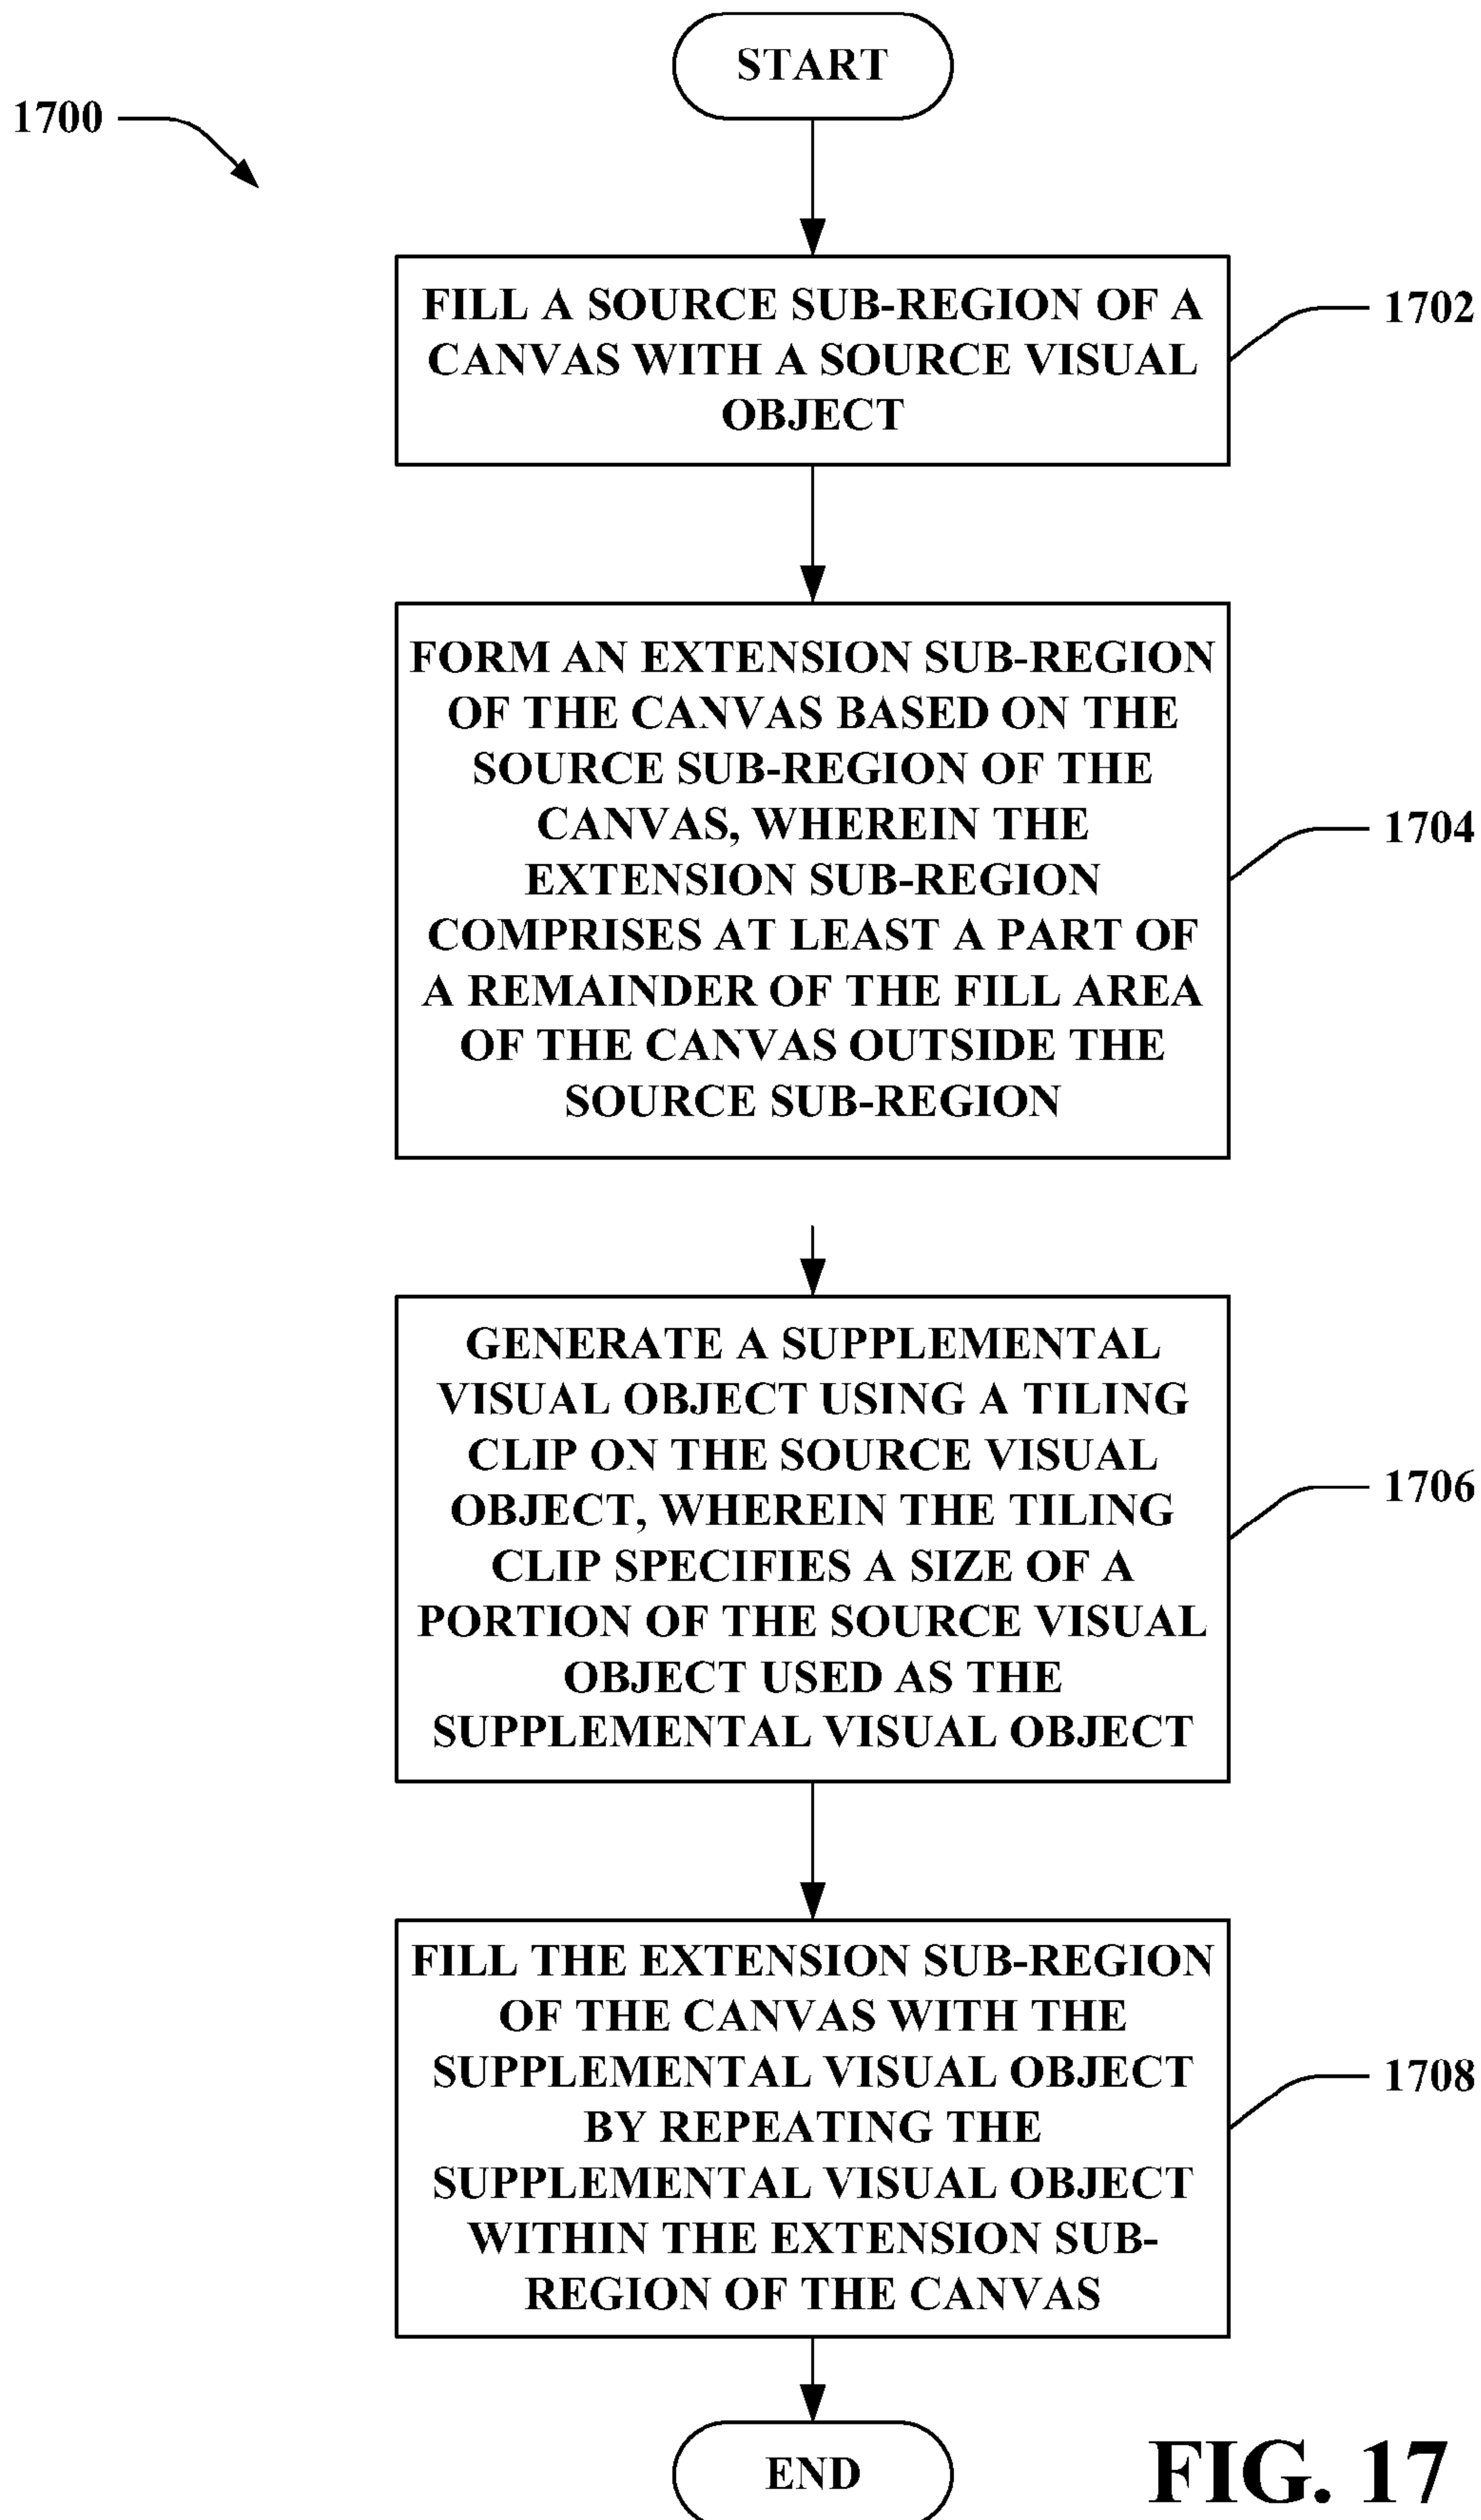 START
1700
FILL A SOURCE SUB-REGION OF A
CANVAS WITH A SOURCE VISUAL
OBJECT
1702
FORM AN EXTENSION SUB-REGION
OF THE CANVAS BASED ON THE
SOURCE SUB-REGION OF THE
CANVAS, WHEREIN THE
EXTENSION SUB-REGION
COMPRISES AT LEAST A PART OF
A REMAINDER OF THE FILL AREA
OF THE CANVAS OUTSIDE THE
SOURCE SUB-REGION
1704
GENERATE A SUPPLEMENTAL
VISUAL OBJECT USING A TILING
CLIP ON THE SOURCE VISUAL
OBJECT, WHEREIN THE TILING
CLIP SPECIFIES A SIZE OF A
PORTION OF THE SOURCE VISUAL
OBJECT USED AS THE
SUPPLEMENTAL VISUAL OBJECT
1706
FILL THE EXTENSION SUB-REGION
OF THE CANVAS WITH THE
SUPPLEMENTAL VISUAL OBJECT
BY REPEATING THE
SUPPLEMENTAL VISUAL OBJECT
WITHIN THE EXTENSION SUB-
REGION OF THE CANVAS
1708
END
FIG. 17